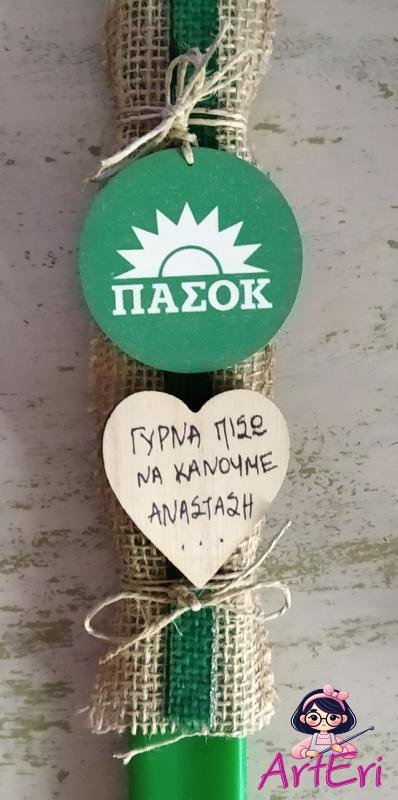 ΠΑΣΟΚ
ΓΥΡΝΑ ΠΙΣΩ
ΝΑ ΚΑΝΟΥΜΕ
ΑΝΑΣΤΑΣΗ
....
ArtEri